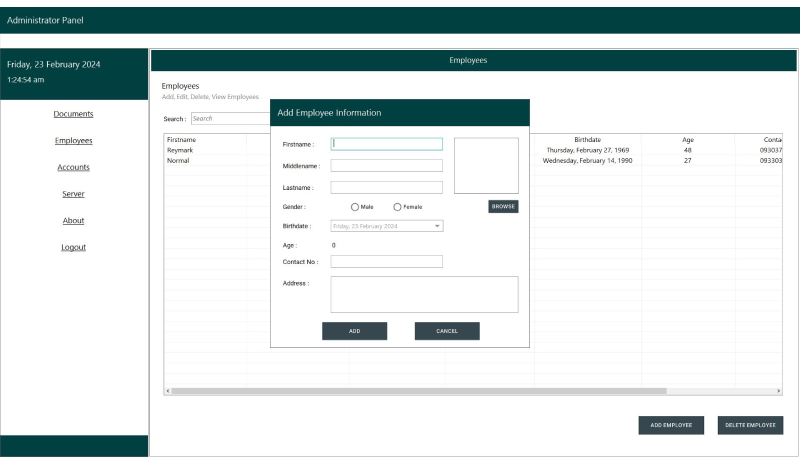 Administrator Panel
Friday, 23 February 2024
1:24:54 am
Documents
Employees
Accounts
Server
About
Logout
Employees
Employees
Add, Edit, Delete, View Employees
Search : Search
Firstname Birthdate Age Conta
Reymark Thursday, February 27, 1969 48 093037
Normal Wednesday, February 14, 1990 27 093303
Add Employee Information
Firstname :
Middlename :
Lastname :
Gender : Male Female BROWSE
Birthdate : Friday, 23 February 2024
Age : 0
Contact No :
Address :
ADD CANCEL
ADD EMPLOYEE DELETE EMPLOYEE